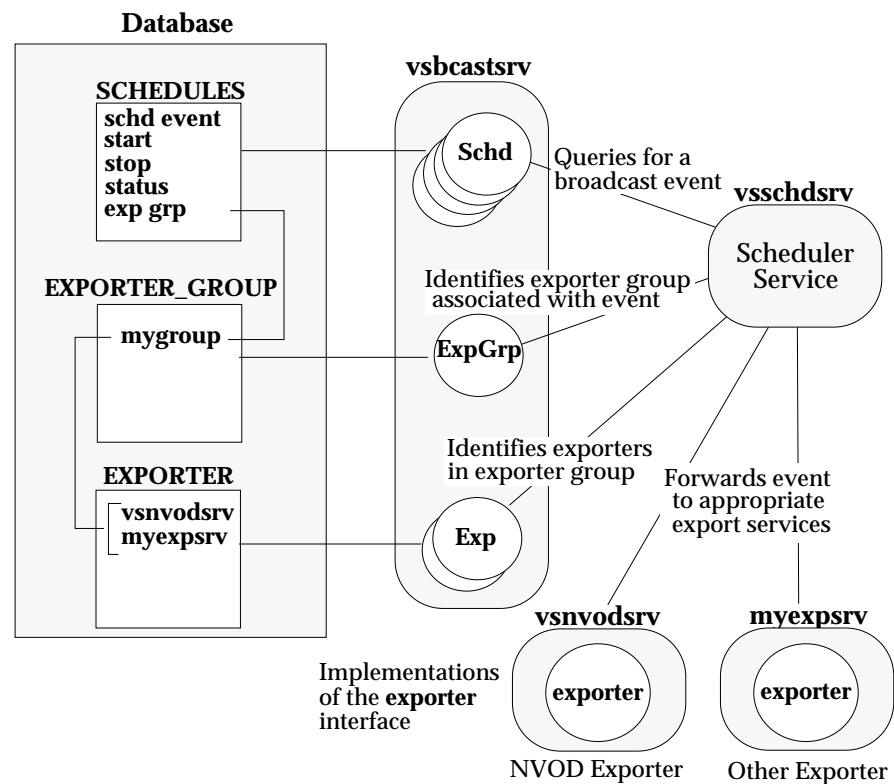 Database
SCHEDULES
schd event
start
stop
status
exp grp
EXPORTER_GROUP
mygroup
EXPORTER
vsnvodsrv
myexpsrv
vsbcastsrv
Schd
ExpGrp
Exp
Queries for a
broadcast event
Identifies exporter group
associated with event
Identifies exporters
in exporter group
vsschdsrv
Scheduler
Service
Forwards event
to appropriate
export services
Implementations
of the exporter
interface
vsnvodsrv
exporter
NVOD Exporter
myexpsrv
exporter
Other Exporter